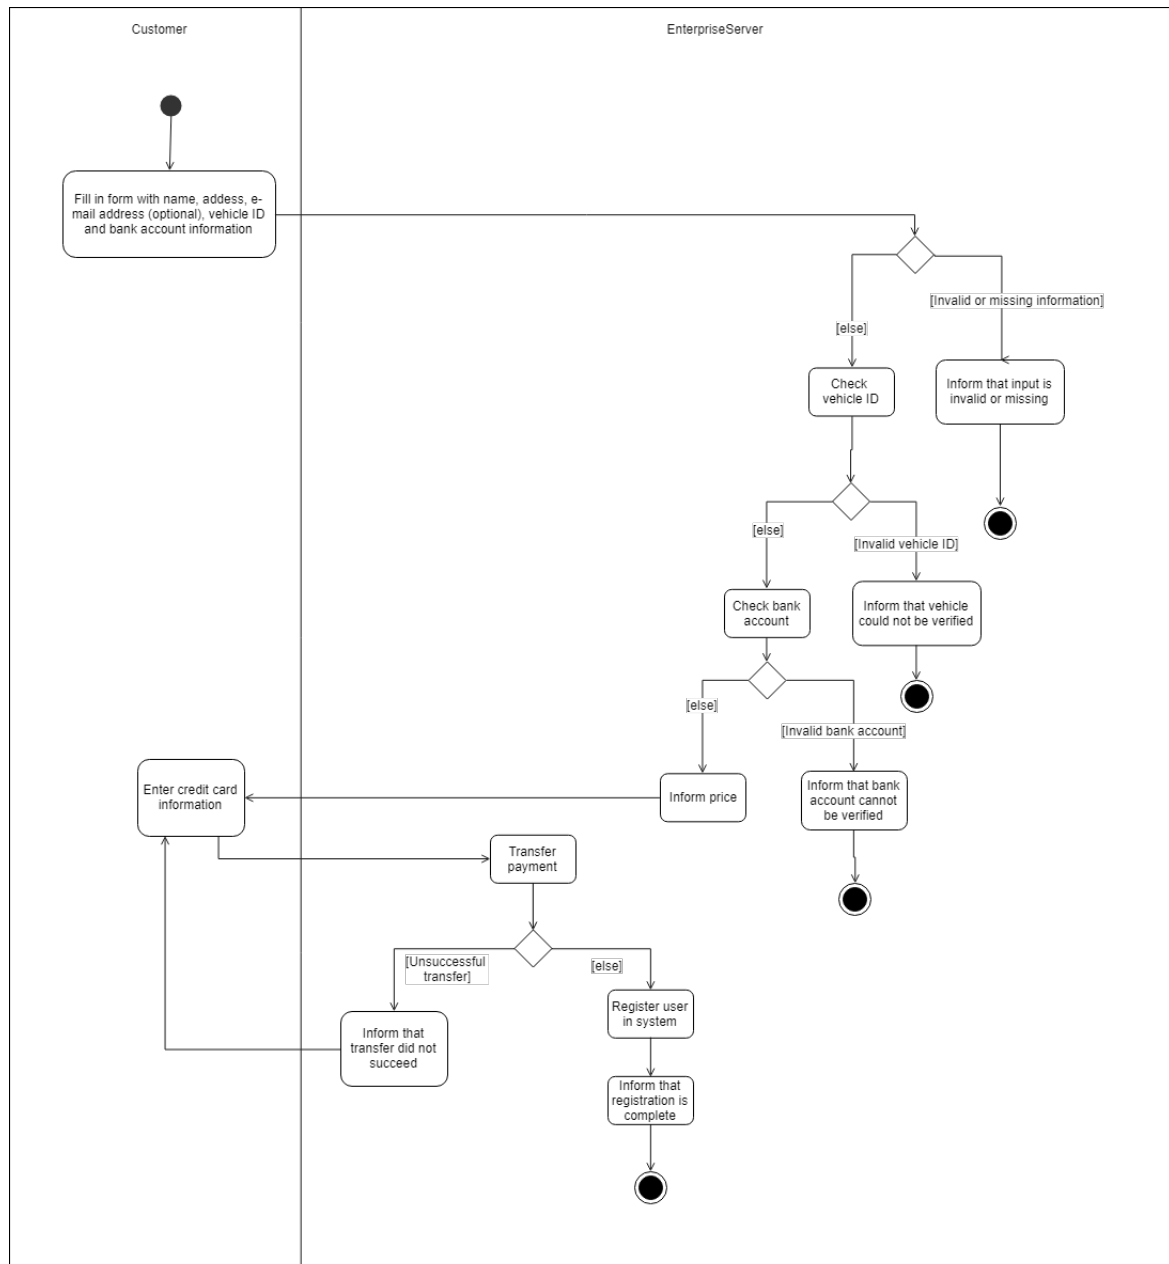 Customer
EnterpriseServer
Fill in form with name, addess, e-
mail address (optional), vehicle ID
and bank account information
[Invalid or missing information]
[else]
Check
vehicle ID
Inform that input is
invalid or missing
[else]
[Invalid vehicle ID]
Check bank
account
Inform that vehicle
could not be verified
[else]
[Invalid bank account]
Enter credit card
information
Inform price
Inform that bank
account cannot
be verified
Transfer
payment
[Unsuccessful
transfer]
[else]
Register user
in system
Inform that
transfer did not
succeed
Inform that
registration is
complete